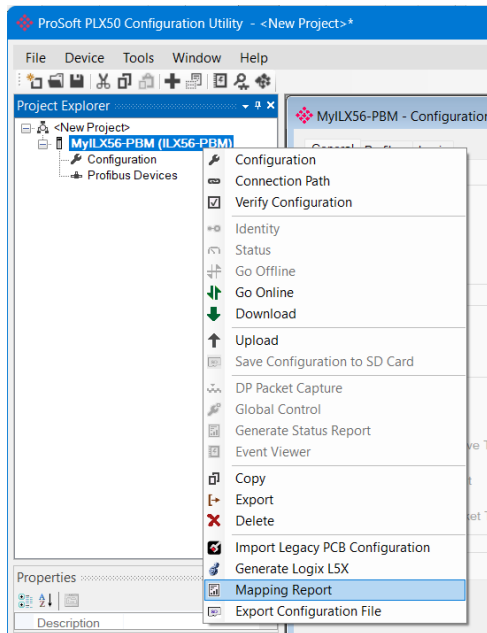 ProSoft PLX50 Configuration Utility - <New Project>*
File Device Tools Window Help
Project Explorer
MyILX56-PBM - Configuration
<New Project>
MyILX56-PBM (ILX56-PBM)
Configuration
Profibus Devices
Configuration
Connection Path
Verify Configuration
Identity
Status
Go Offline
Go Online
Download
Upload
Save Configuration to SD Card
DP Packet Capture
Global Control
Generate Status Report
Event Viewer
Copy
Export
Delete
Import Legacy PCB Configuration
Generate Logix L5X
Mapping Report
Export Configuration File
Properties
Description